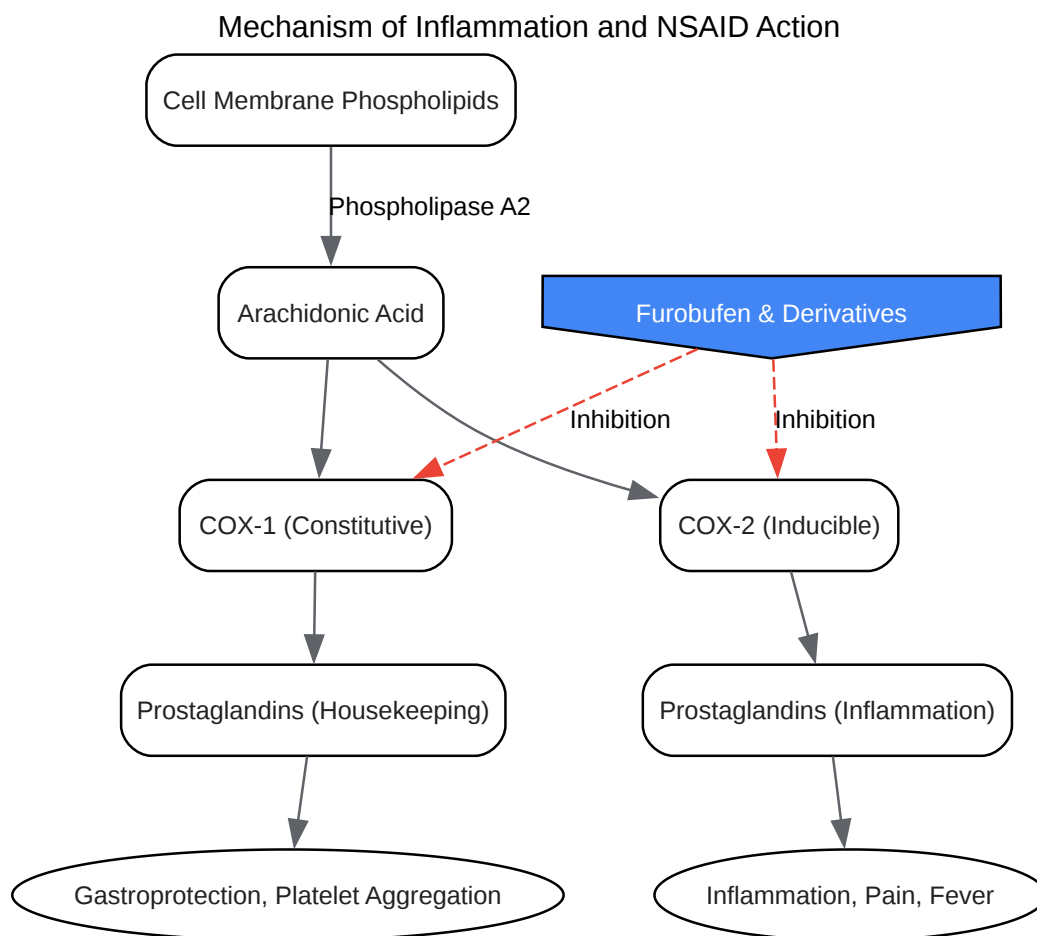 Mechanism of Inflammation and NSAID Action
Cell Membrane Phospholipids
Phospholipase A2
Arachidonic Acid
Furobufen & Derivatives
Inhibition
Inhibition
COX-1 (Constitutive)
COX-2 (Inducible)
Prostaglandins (Housekeeping)
Prostaglandins (Inflammation)
Gastroprotection, Platelet Aggregation
Inflammation, Pain, Fever